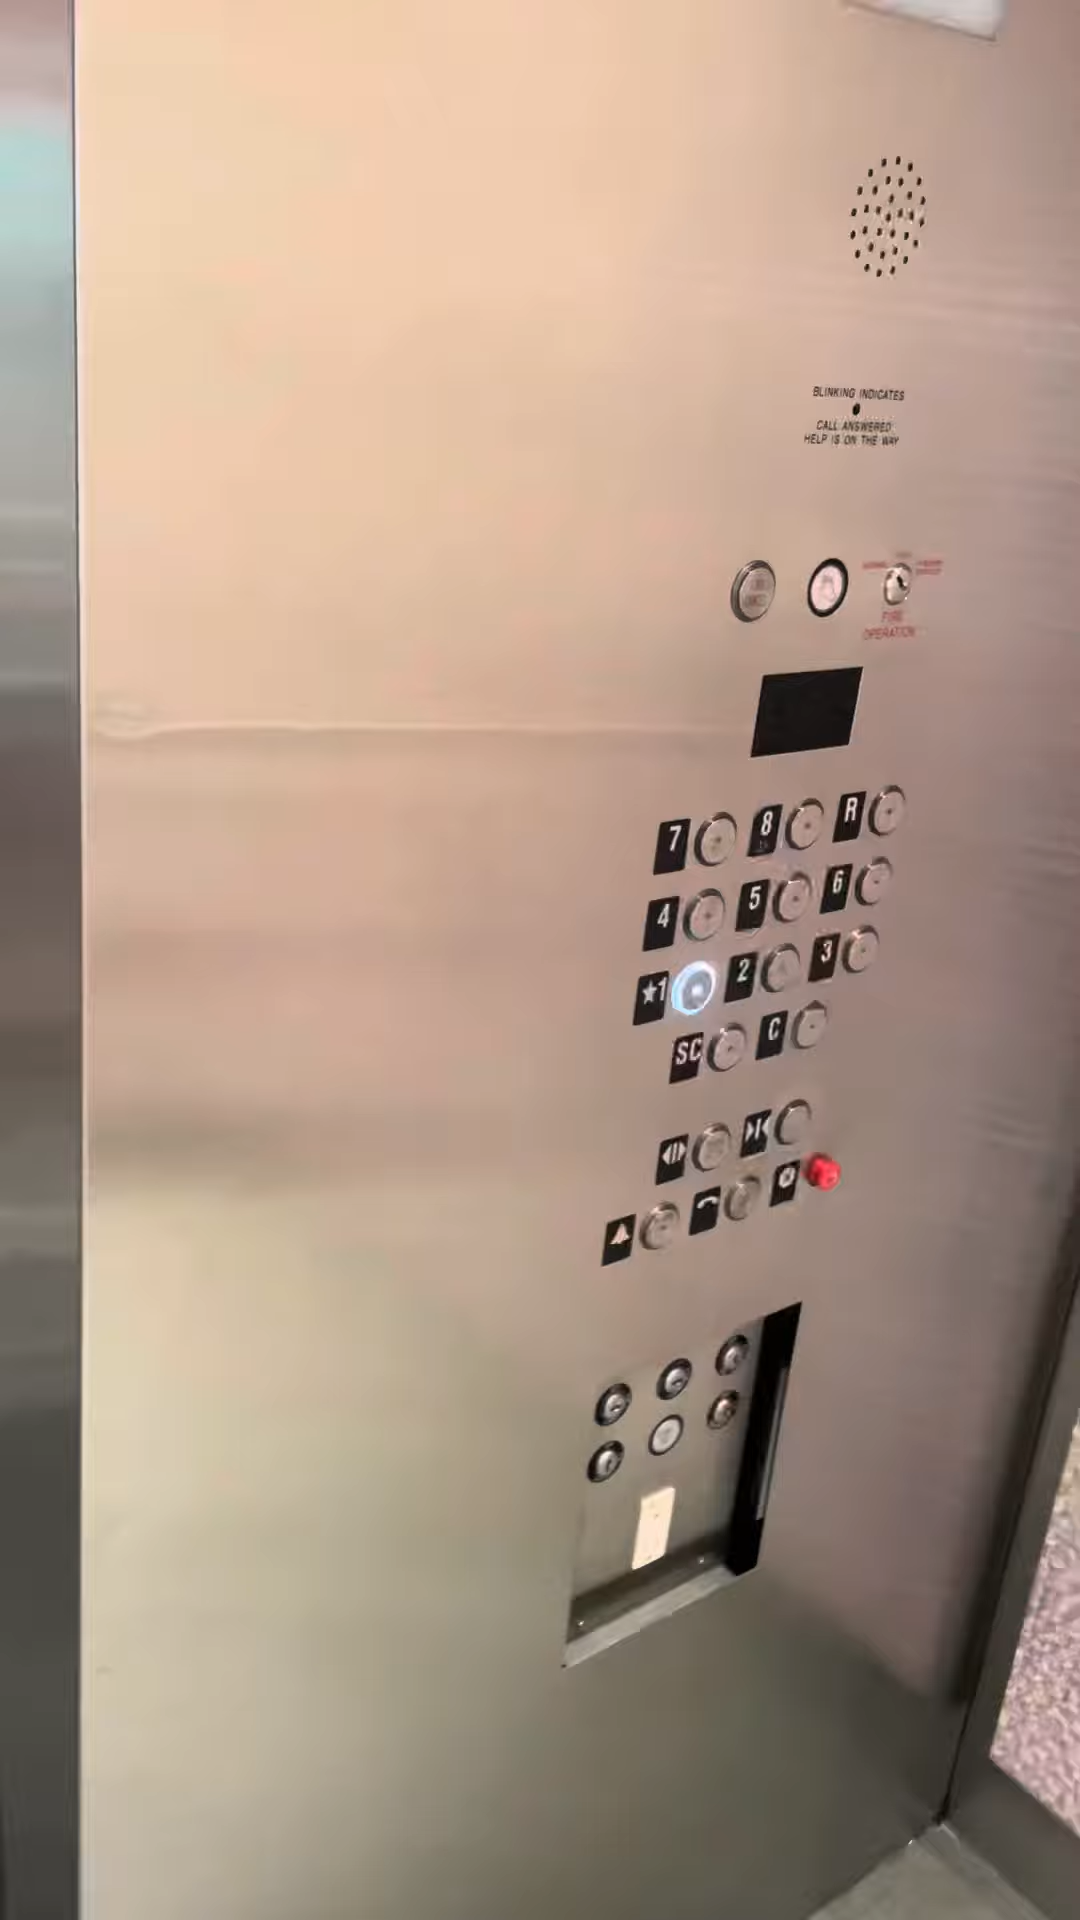 BLINKING INDICATES
CALL ANSWERED
HELP IS ON THE WAY
FIRE
OPERATION
7 8 R
4 5 6
★1 2 3
SC C